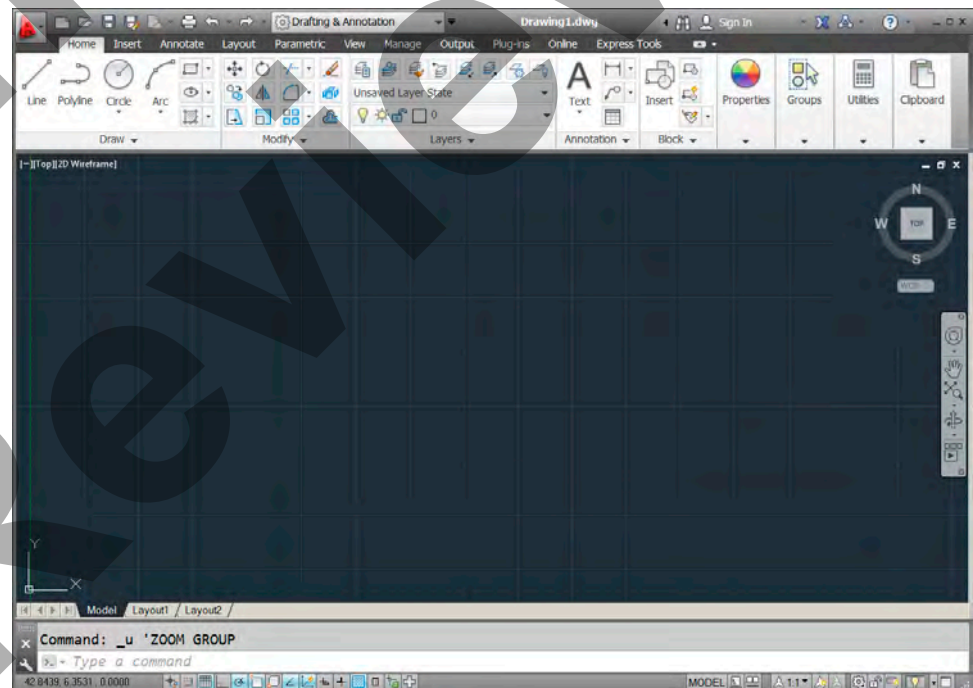 Drafting & Annotation Drawing1.dwg Sign In
Home Insert Annotate Layout Parametric View Manage Output Plug-ins Online Express Tools
Line Polyline Circle Arc
Unsaved Layer State
0
Text Insert Properties Groups Utilities Clipboard
Draw Modify Layers Annotation Block
[−][Top][2D Wireframe]
N
W TOP E
S
WCS
Y
X
Model Layout1 Layout2
Command: _u 'ZOOM GROUP
Type a command
42.8439, 6.3531, 0.0000 MODEL 1:1